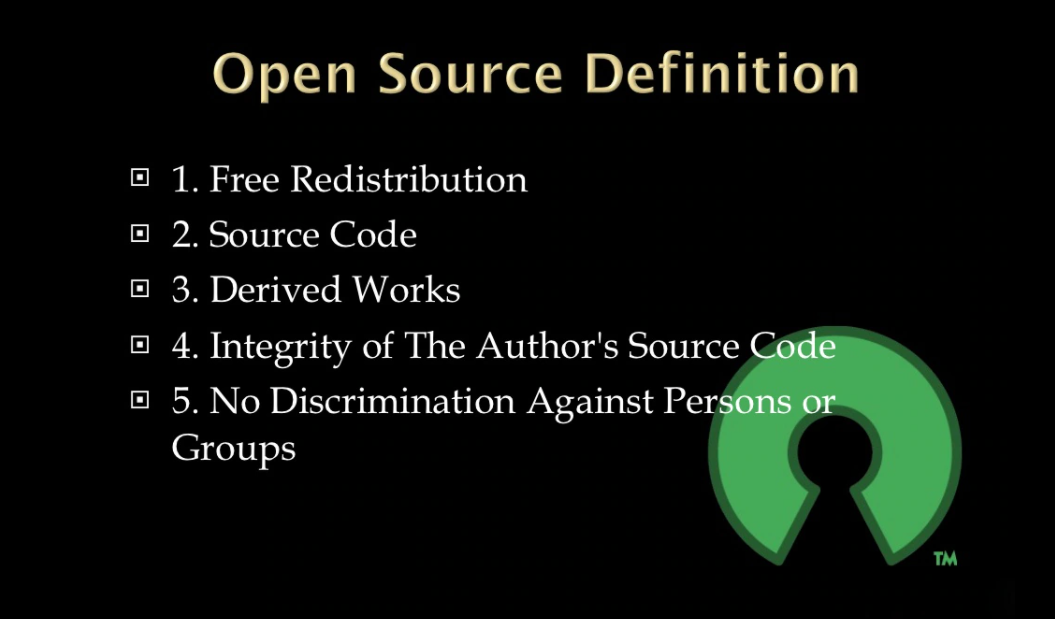 Open Source Definition
1. Free Redistribution
2. Source Code
3. Derived Works
4. Integrity of The Author's Source Code
5. No Discrimination Against Persons or
Groups
TM